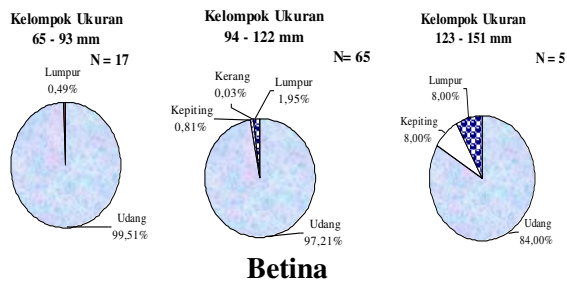 Kelompok Ukuran
65 - 93 mm
N = 17
Lumpur
0,49%
Udang
99,51%
Kelompok Ukuran
94 - 122 mm
N= 65
Kerang
0,03%
Lumpur
1,95%
Kepiting
0,81%
Udang
97,21%
Kelompok Ukuran
123 - 151 mm
N = 5
Lumpur
8,00%
Kepiting
8,00%
Udang
84,00%
Betina